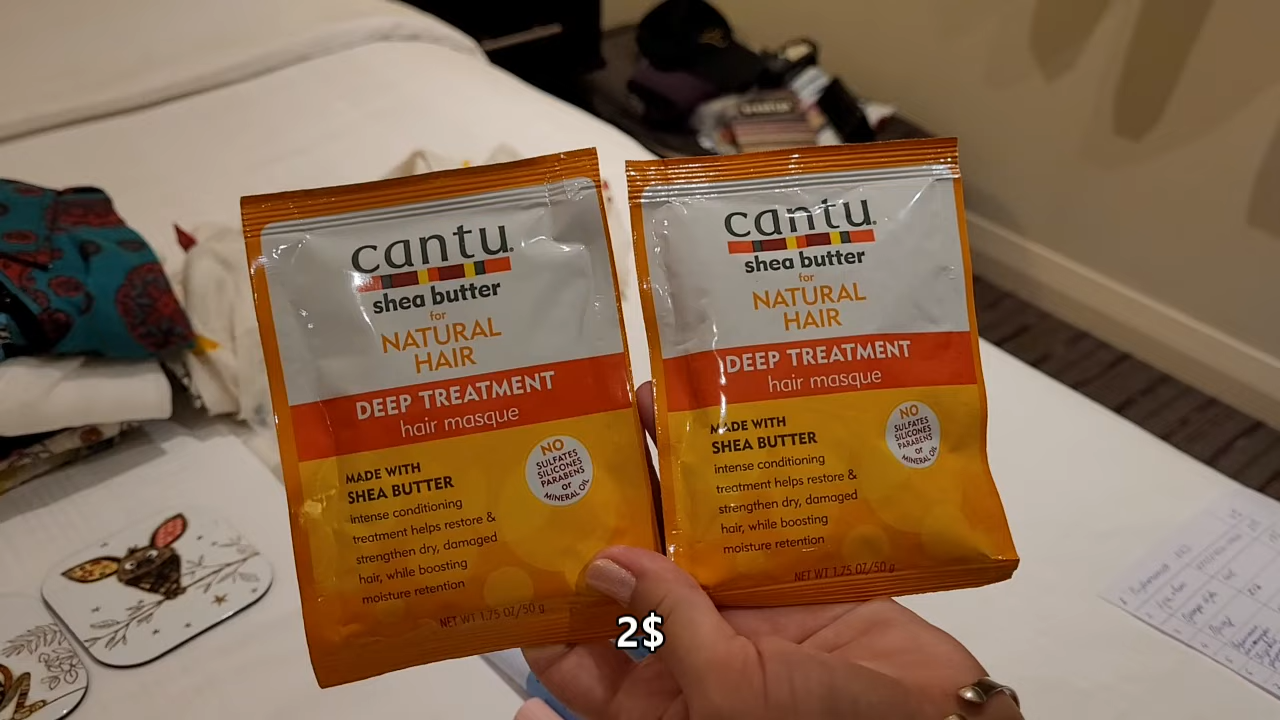 cantu
shea butter
for
NATURAL
HAIR
DEEP TREATMENT
hair masque
MADE WITH
SHEA BUTTER
intense conditioning
treatment helps restore &
strengthen dry, damaged
hair, while boosting
moisture retention
NO
SULFATES
SILICONES
PARABENS
or
MINERAL OIL
NET WT 1.75 OZ/50 g
cantu
shea butter
for
NATURAL
HAIR
DEEP TREATMENT
hair masque
MADE WITH
SHEA BUTTER
intense conditioning
treatment helps restore &
strengthen dry, damaged
hair, while boosting
moisture retention
NO
SULFATES
SILICONES
PARABENS
or
MINERAL OIL
NET WT 1.75 OZ/50 g
2$